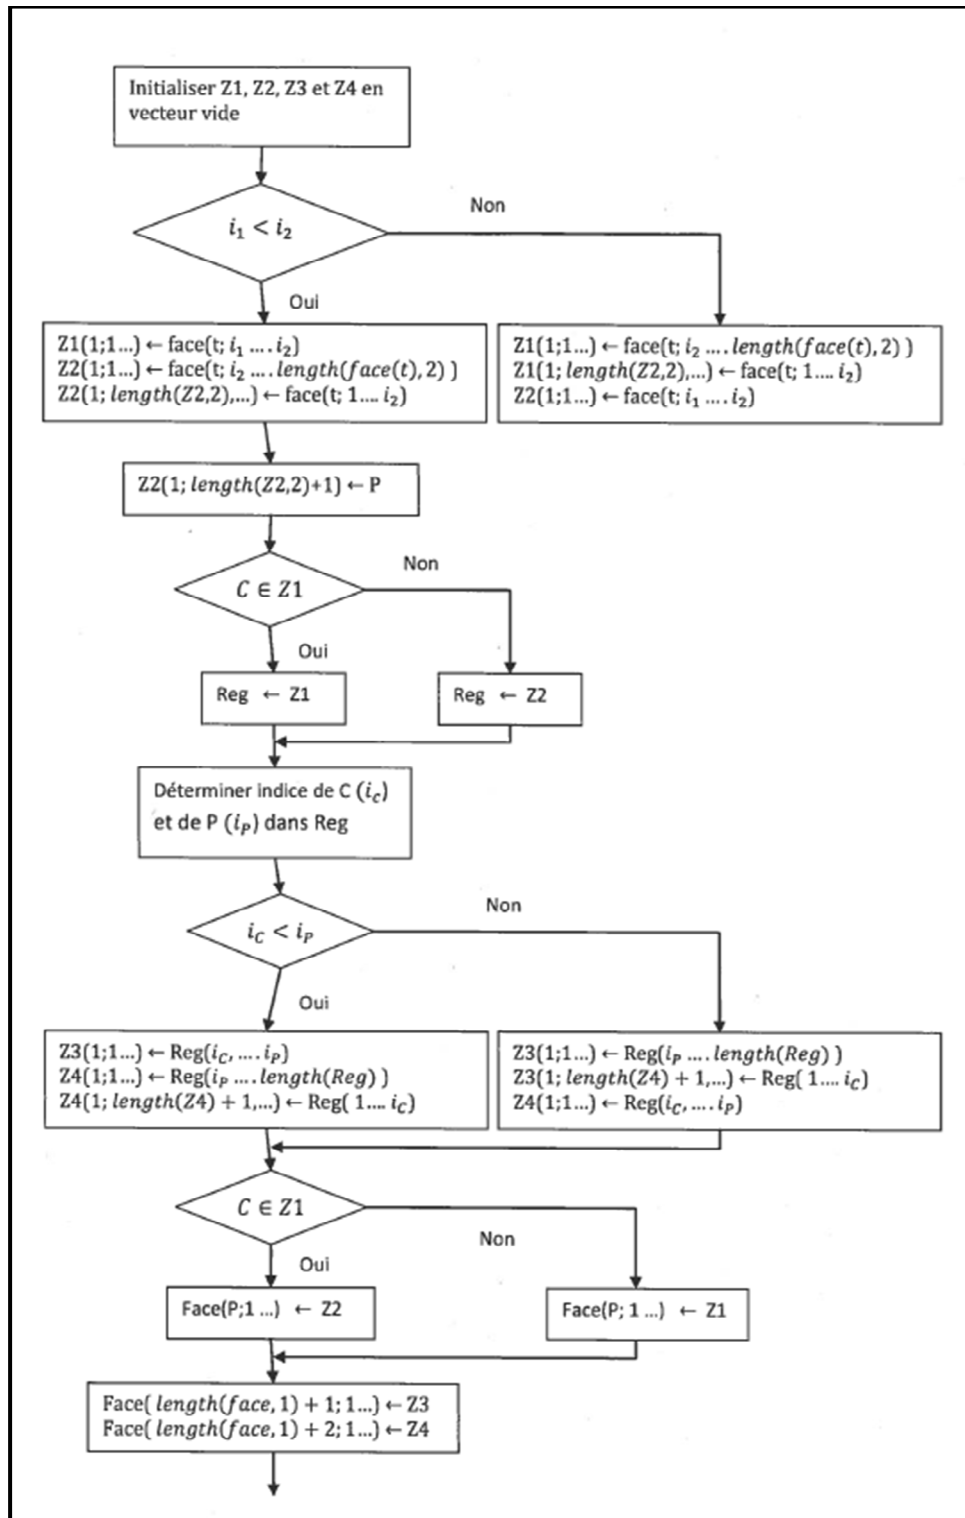 Initialiser Z1, Z2, Z3 et Z4 en
vecteur vide
i₁ < i₂
Non
Oui
Z1(1;1...) ← face(t; i₁ .... i₂)
Z2(1;1...) ← face(t; i₂ .... length(face(t), 2) )
Z2(1; length(Z2,2),...) ← face(t; 1.... i₂)
Z1(1;1...) ← face(t; i₂ .... length(face(t), 2) )
Z1(1; length(Z2,2),...) ← face(t; 1.... i₂)
Z2(1;1...) ← face(t; i₁ .... i₂)
Z2(1; length(Z2,2)+1) ← P
C ∈ Z1
Non
Oui
Reg ← Z1
Reg ← Z2
Déterminer indice de C (i_C)
et de P (i_P) dans Reg
i_C < i_P
Non
Oui
Z3(1;1...) ← Reg(i_C, .... i_P)
Z4(1;1...) ← Reg(i_P .... length(Reg) )
Z4(1; length(Z4) + 1,...) ← Reg( 1.... i_C)
Z3(1;1...) ← Reg(i_P .... length(Reg) )
Z3(1; length(Z4) + 1,...) ← Reg( 1.... i_C)
Z4(1;1...) ← Reg(i_C, .... i_P)
C ∈ Z1
Non
Oui
Face(P;1 ...) ← Z2
Face(P; 1 ...) ← Z1
Face( length(face, 1) + 1; 1...) ← Z3
Face( length(face, 1) + 2; 1...) ← Z4